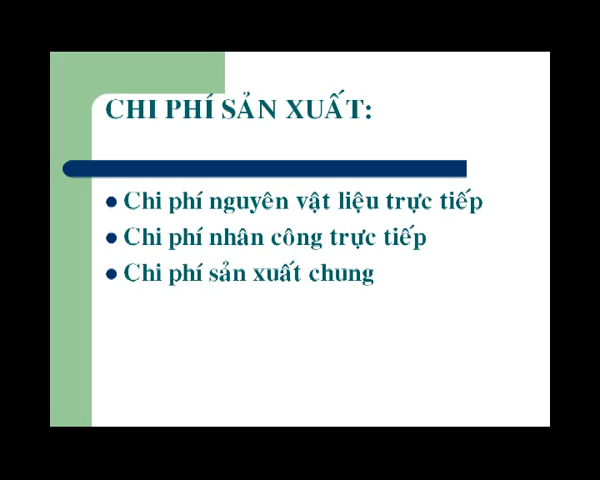 CHI PHÍ SẢN XUẤT:
Chi phí nguyên vật liệu trực tiếp
Chi phí nhân công trực tiếp
Chi phí sản xuất chung